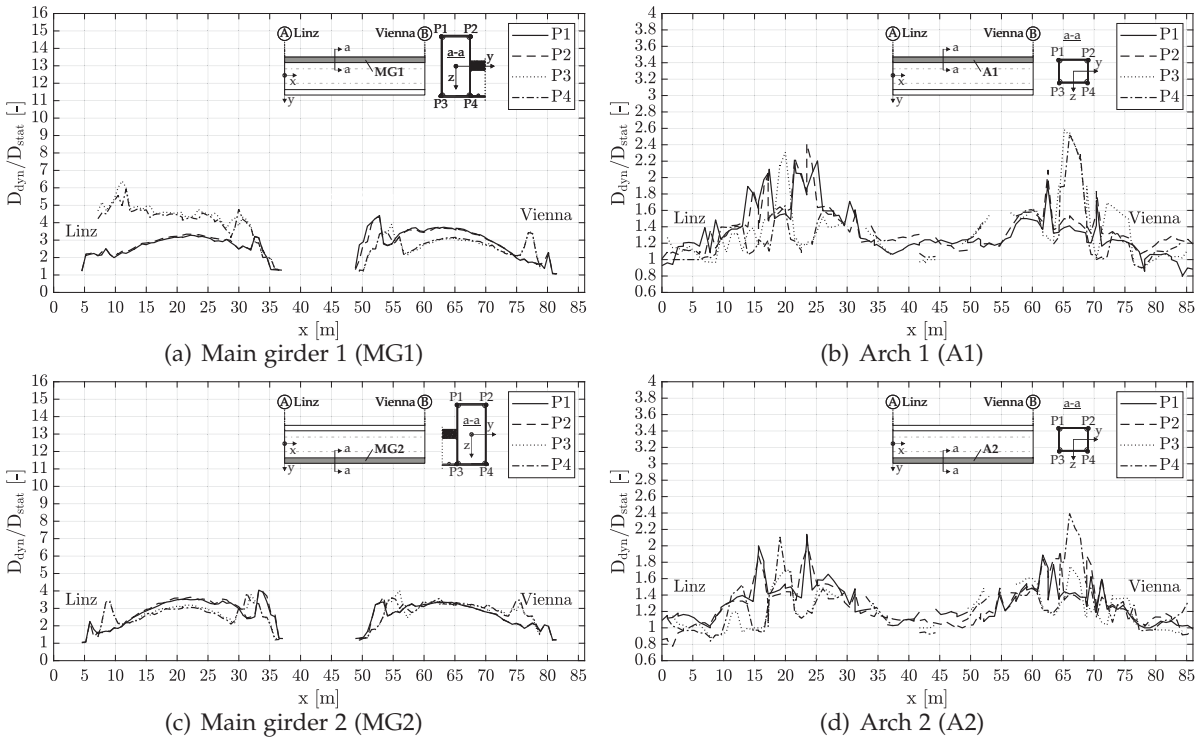 16
15
14
13
12
11
10
9
8
7
6
5
4
3
2
1
0
D_dyn/D_stat [-]
A Linz
Vienna B
a
a
MG1
x
y
P1 P2
a-a
y
z
P3 P4
P1
P2
P3
P4
Linz
Vienna
0 5 10 15 20 25 30 35 40 45 50 55 60 65 70 75 80 85
x [m]
(a) Main girder 1 (MG1)
4
3.8
3.6
3.4
3.2
3
2.8
2.6
2.4
2.2
2
1.8
1.6
1.4
1.2
1
0.8
0.6
D_dyn/D_stat [-]
A Linz
Vienna B
a
a
A1
x
y
a-a
P1 P2
y
P3 P4
z
P1
P2
P3
P4
Linz
Vienna
0 5 10 15 20 25 30 35 40 45 50 55 60 65 70 75 80 85
x [m]
(b) Arch 1 (A1)
16
15
14
13
12
11
10
9
8
7
6
5
4
3
2
1
0
D_dyn/D_stat [-]
A Linz
Vienna B
a
a
MG2
x
y
P1 P2
a-a
y
z
P3 P4
P1
P2
P3
P4
Linz
Vienna
0 5 10 15 20 25 30 35 40 45 50 55 60 65 70 75 80 85
x [m]
(c) Main girder 2 (MG2)
4
3.8
3.6
3.4
3.2
3
2.8
2.6
2.4
2.2
2
1.8
1.6
1.4
1.2
1
0.8
0.6
D_dyn/D_stat [-]
A Linz
Vienna B
a
a
A2
x
y
a-a
P1 P2
y
P3 P4
z
P1
P2
P3
P4
Linz
Vienna
0 5 10 15 20 25 30 35 40 45 50 55 60 65 70 75 80 85
x [m]
(d) Arch 2 (A2)